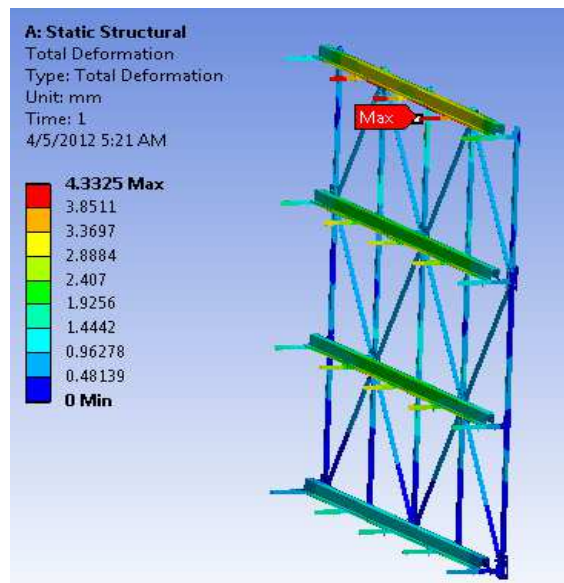 A: Static Structural
Total Deformation
Type: Total Deformation
Unit: mm
Time: 1
4/5/2012 5:21 AM
4.3325 Max
3.8511
3.3697
2.8884
2.407
1.9256
1.4442
0.96278
0.48139
0 Min
Max